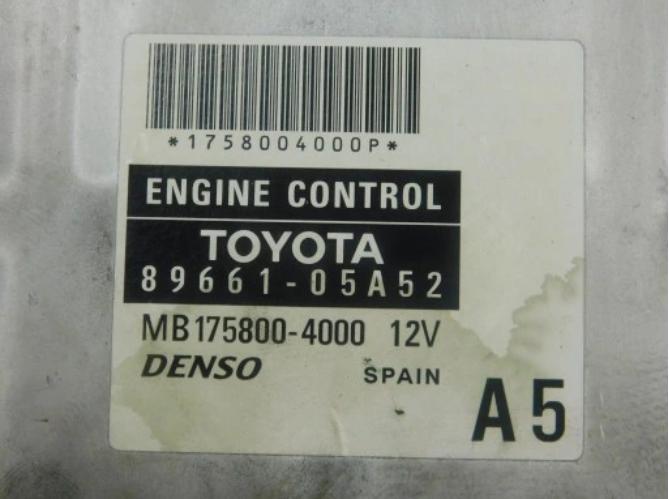 *1758004000P*
ENGINE CONTROL
TOYOTA
89661-05A52
MB175800-4000 12V
DENSO SPAIN
A5